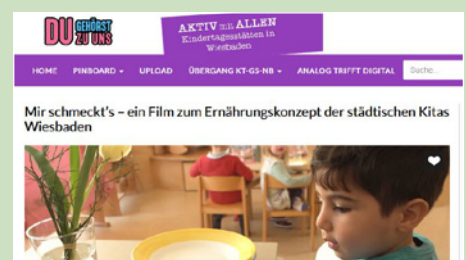 DU GEHÖRST
ZU UNS
AKTIV mit ALLEN
Kindertagesstätten in
Wiesbaden
HOME PINBOARD UPLOAD ÜBERGANG KT-GS-NB ANALOG TRIFFT DIGITAL Suche...
Mir schmeckt's – ein Film zum Ernährungskonzept der städtischen Kitas
Wiesbaden